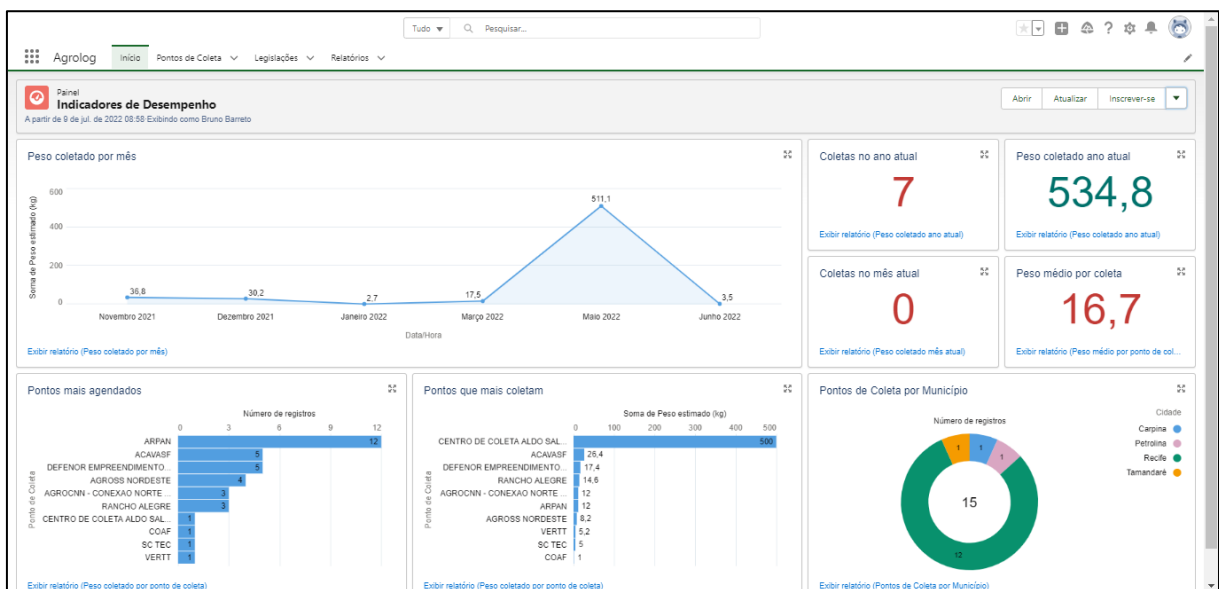 Tudo
Pesquisar...
Agrolog
Início
Pontos de Coleta
Legislações
Relatórios
Painel
Indicadores de Desempenho
A partir de 9 de jul. de 2022 08:58·Exibindo como Bruno Barreto
Abrir
Atualizar
Inscrever-se
Peso coletado por mês
Soma de Peso estimado (kg)
600
400
200
0
36,8
30,2
2,7
17,5
511,1
3,5
Novembro 2021
Dezembro 2021
Janeiro 2022
Março 2022
Maio 2022
Junho 2022
Data/Hora
Exibir relatório (Peso coletado por mês)
Coletas no ano atual
7
Exibir relatório (Peso coletado ano atual)
Peso coletado ano atual
534,8
Exibir relatório (Peso coletado ano atual)
Coletas no mês atual
0
Exibir relatório (Peso coletado mês atual)
Peso médio por coleta
16,7
Exibir relatório (Peso médio por ponto de col...
Pontos mais agendados
Número de registros
0 3 6 9 12
Ponto de Coleta
ARPAN 12
ACAVASF 5
DEFENOR EMPREENDIMENTO... 5
AGROSS NORDESTE 4
AGROCNN - CONEXAO NORTE ... 3
RANCHO ALEGRE 3
CENTRO DE COLETA ALDO SAL... 1
COAF 1
SC TEC 1
VERTT 1
Exibir relatório (Peso coletado por ponto de coleta)
Pontos que mais coletam
Soma de Peso estimado (kg)
0 100 200 300 400 500
Ponto de Coleta
CENTRO DE COLETA ALDO SAL... 500
ACAVASF 26,4
DEFENOR EMPREENDIMENTO... 17,4
RANCHO ALEGRE 14,6
AGROCNN - CONEXAO NORTE ... 12
ARPAN 12
AGROSS NORDESTE 8,2
VERTT 5,2
SC TEC 5
COAF 1
Exibir relatório (Peso coletado por ponto de coleta)
Pontos de Coleta por Município
Número de registros
1
1
1
15
12
Cidade
Carpina
Petrolina
Recife
Tamandaré
Exibir relatório (Pontos de Coleta por Município)